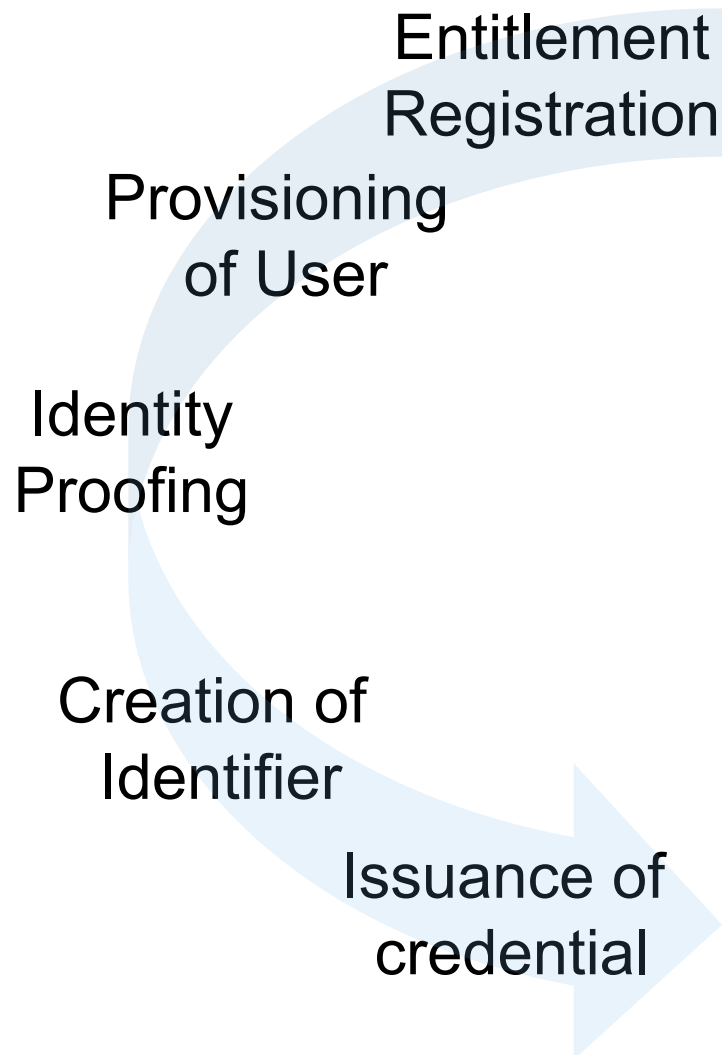 Entitlement
Registration
Provisioning
of User
Identity
Proofing
Creation of
Identifier
Issuance of
credential